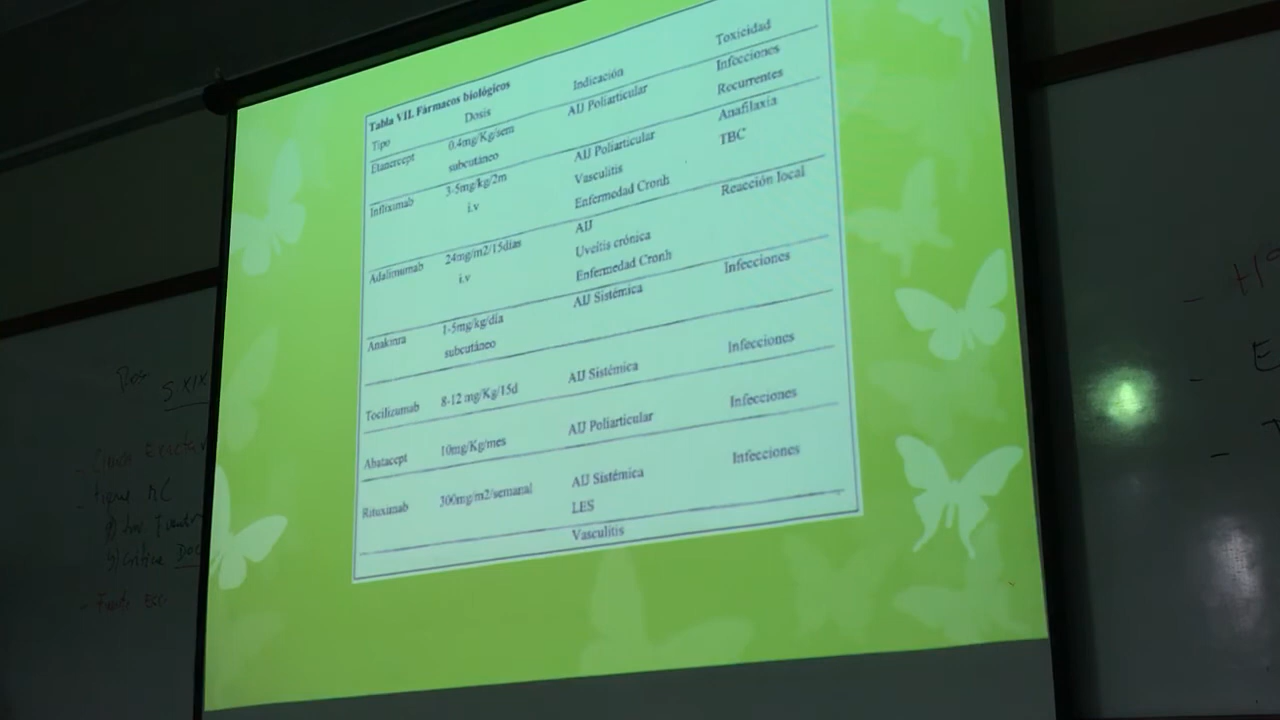 Tabla VII. Fármacos biológicos
Tipo Dosis Indicación Toxicidad
Etanercept 0.4mg/Kg/sem AIJ Poliarticular Infecciones
subcutáneo Recurrentes
Infliximab 3-5mg/kg/2m AIJ Poliarticular Anafilaxia
i.v Vasculitis TBC
Enfermedad Cronh
Adalimumab 24mg/m2/15días AIJ Reacción local
i.v Uveitis crónica
Enfermedad Cronh
Anakinra 1-5mg/kg/día AIJ Sistémica Infecciones
subcutáneo
Tocilizumab 8-12 mg/Kg/15d AIJ Sistémica Infecciones
Abatacept 10mg/Kg/mes AIJ Poliarticular Infecciones
Rituximab 300mg/m2/semanal AIJ Sistémica Infecciones
LES
Vasculitis
S XIX